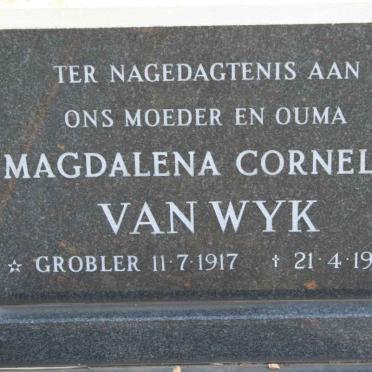 TER NAGEDAGTENIS AAN
ONS MOEDER EN OUMA
MAGDALENA CORNEL
VAN WYK
☆ GROBLER 11·7·1917 † 21·4·19